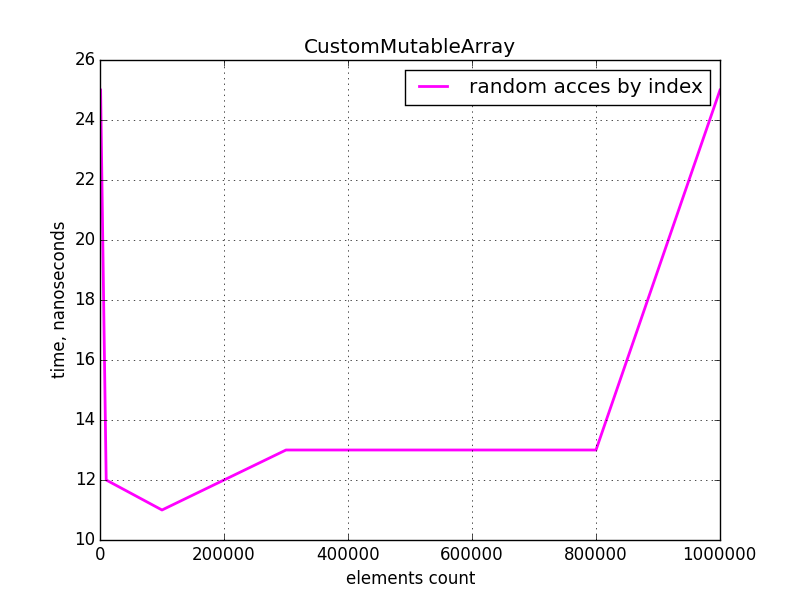 CustomMutableArray
random acces by index
26
24
22
20
18
16
14
12
10
time, nanoseconds
0 200000 400000 600000 800000 1000000
elements count